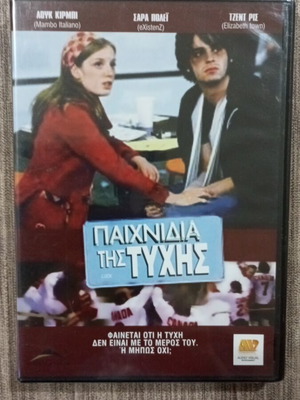 ΛΟΥΚ ΚΙΡΜΠΙ ΣΑΡΑ ΠΟΛΕΪ ΤΖΕΝΤ ΡΙΣ
(Mambo Italiano) (eXistenZ) (Elizabeth town)
ΠΑΙΧΝΙΔΙΑ
ΤΗΣ ΤΥΧΗΣ
ΦΑΙΝΕΤΑΙ ΟΤΙ Η ΤΥΧΗ
ΔΕΝ ΕΙΝΑΙ ΜΕ ΤΟ ΜΕΡΟΣ ΤΟΥ.
Ή ΜΗΠΩΣ ΟΧΙ;